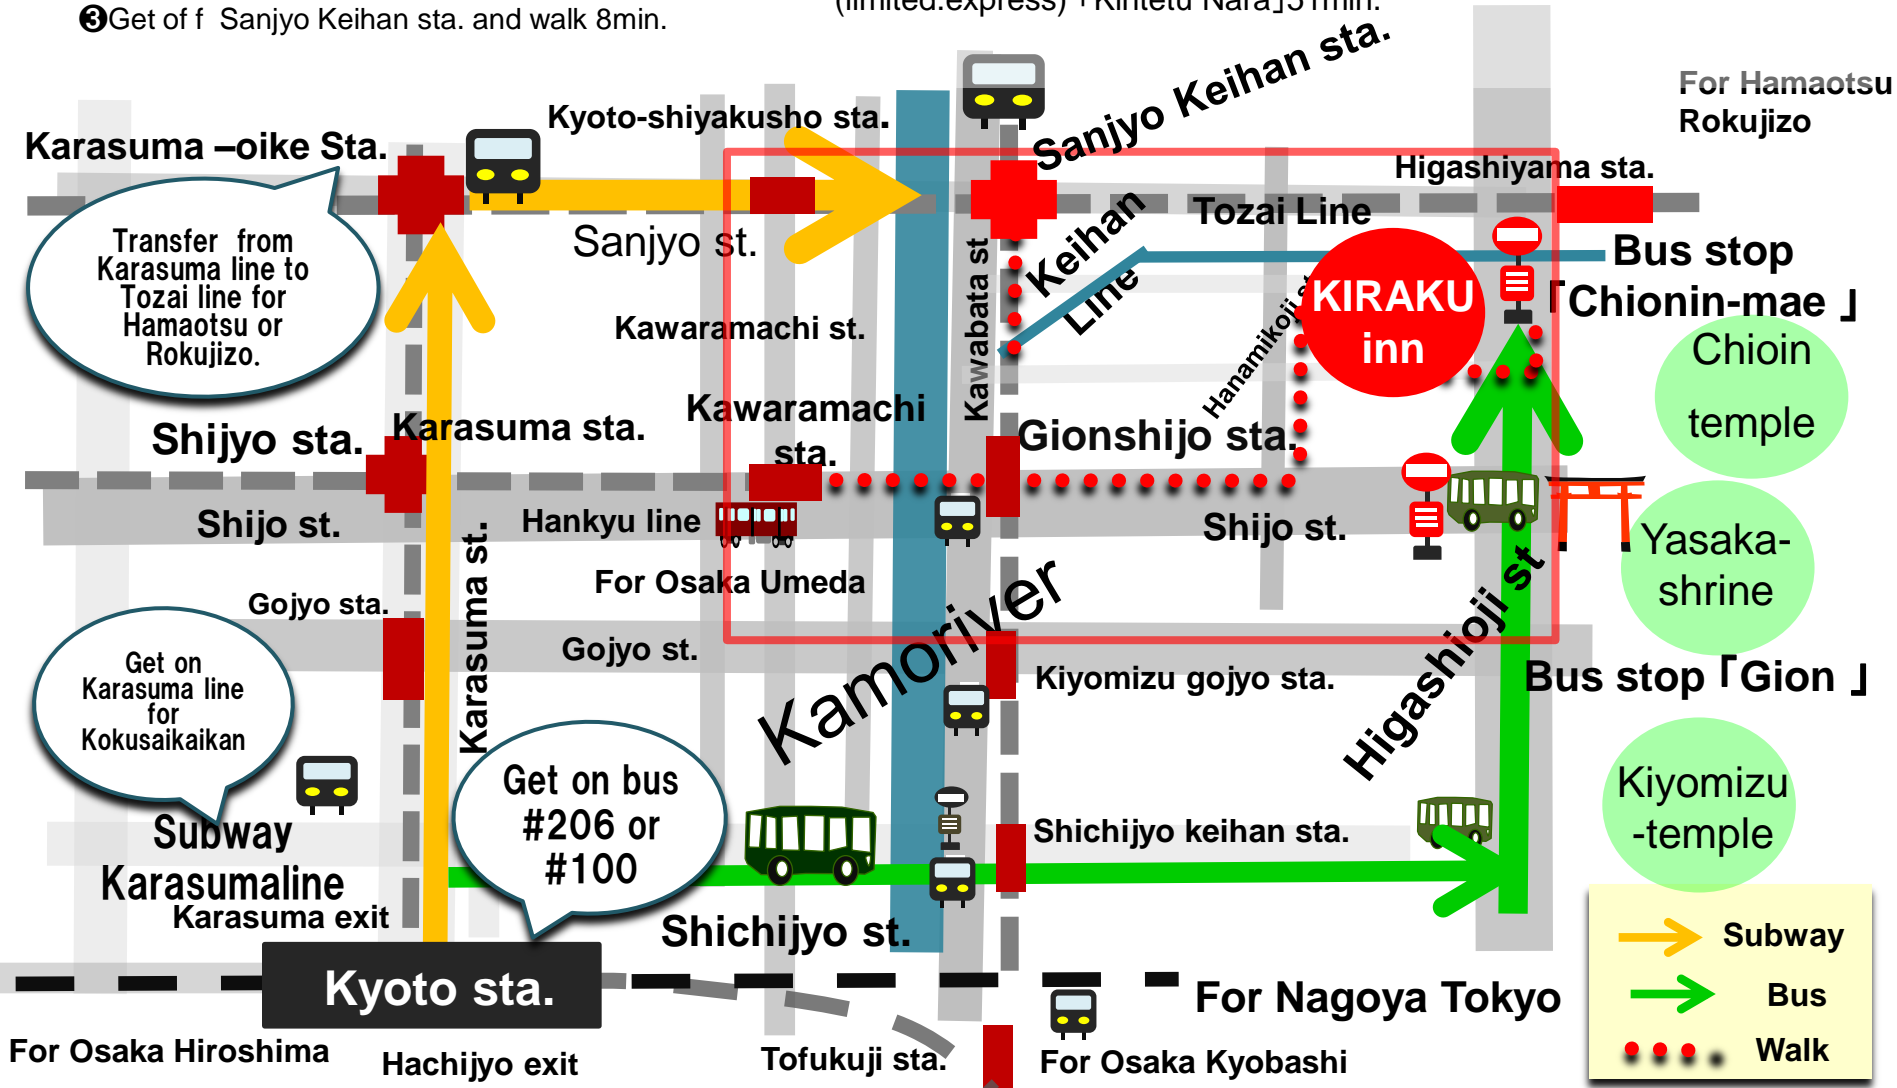 ❸Get of f Sanjyo Keihan sta. and walk 8min.
(limited.express) +Kintetu Nara」51min.
Sanjyo Keihan sta.
For Hamaotsu
Rokujizo
Kyoto-shiyakusho sta.
Karasuma –oike Sta.
Higashiyama sta.
Tozai Line
Sanjyo st.
Transfer from
Karasuma line to
Tozai line for
Hamaotsu or
Rokujizo.
Keihan
Line
Kawabata st
Bus stop
「Chionin-mae 」
KIRAKU
inn
Hanamikoji st
Kawaramachi st.
Chioin
temple
Kawaramachi
sta.
Shijyo sta.
Karasuma sta.
Gionshijo sta.
Shijo st.
Hankyu line
Shijo st.
Yasaka-
shrine
For Osaka Umeda
Karasuma st.
Kamoriver
Higashioji st
Gojyo sta.
Gojyo st.
Kiyomizu gojyo sta.
Bus stop「Gion 」
Get on
Karasuma line
for
Kokusaikaikan
Get on bus
#206 or
#100
Kiyomizu
-temple
Subway
Karasumaline
Karasuma exit
Shichijyo keihan sta.
Shichijyo st.
Kyoto sta.
For Nagoya Tokyo
For Osaka Hiroshima
Hachijyo exit
Tofukuji sta.
For Osaka Kyobashi
Subway
Bus
Walk